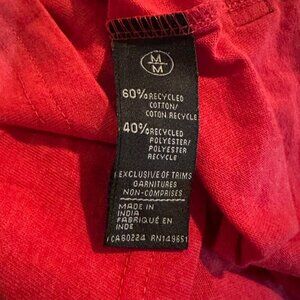 M
M
60% RECYCLED
COTTON/
COTON RECYCLE
40% RECYCLED
POLYESTER/
POLYESTER
RECYCLE
EXCLUSIVE OF TRIMS
GARNITURES
NON-COMPRISES
MADE IN
INDIA
FABRIQUÉ EN
INDE
CA60224 RN149651